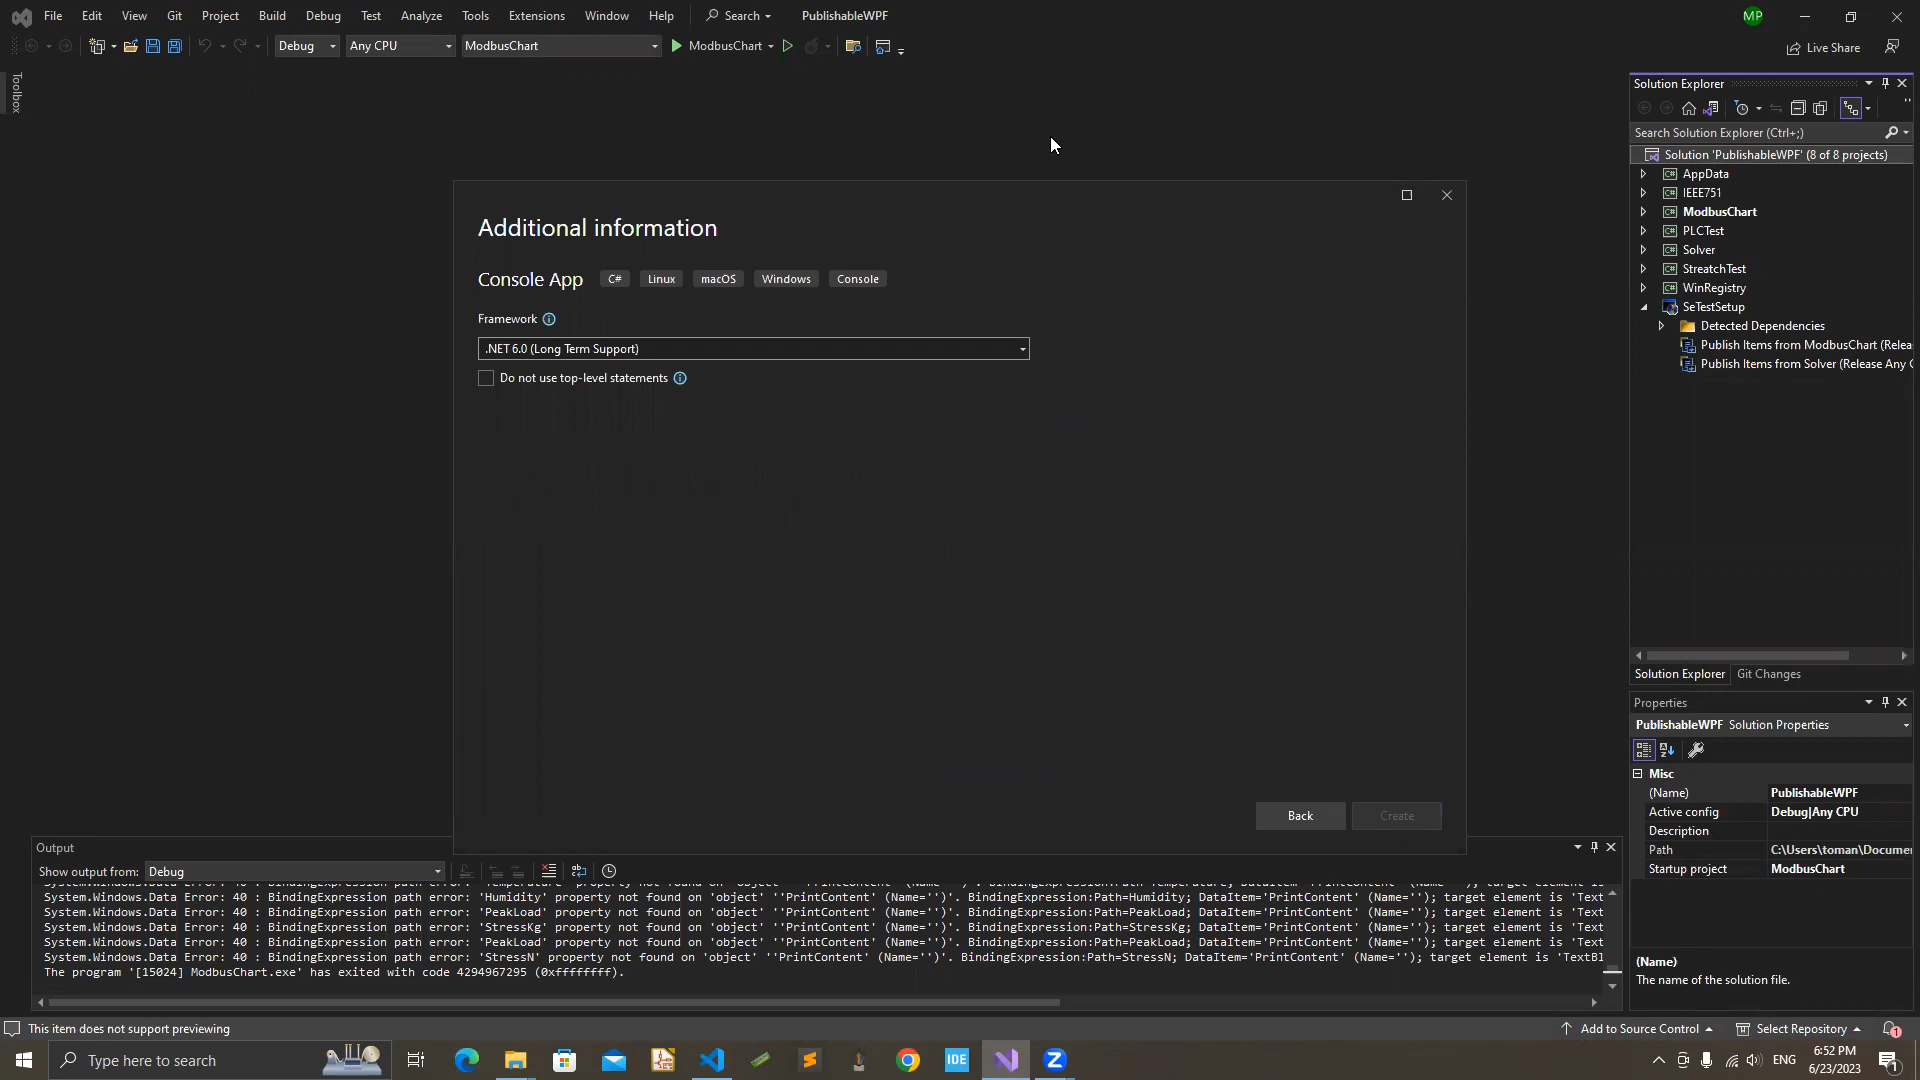 File Edit View Git Project Build Debug Test Analyze Tools Extensions Window Help Search PublishableWPF MP
Debug Any CPU ModbusChart ModbusChart Live Share
Toolbox
Solution Explorer
Search Solution Explorer (Ctrl+;)
Solution 'PublishableWPF' (8 of 8 projects)
AppData
IEEE751
ModbusChart
PLCTest
Solver
StreatchTest
WinRegistry
SeTestSetup
Detected Dependencies
Publish Items from ModbusChart (Relea
Publish Items from Solver (Release Any C
Solution Explorer Git Changes
Additional information
Console App C# Linux macOS Windows Console
Framework
.NET 6.0 (Long Term Support)
Do not use top-level statements
Back Create
Properties
PublishableWPF Solution Properties
Misc
(Name) PublishableWPF
Active config Debug|Any CPU
Description
Path C:\Users\toman\Documen
Startup project ModbusChart
(Name)
The name of the solution file.
Output
Show output from: Debug
System.Windows.Data Error: 40 : BindingExpression path error: 'Humidity' property not found on 'object' ''PrintContent' (Name='')'. BindingExpression:Path=Humidity; DataItem='PrintContent' (Name=''); target element is 'Text
System.Windows.Data Error: 40 : BindingExpression path error: 'PeakLoad' property not found on 'object' ''PrintContent' (Name='')'. BindingExpression:Path=PeakLoad; DataItem='PrintContent' (Name=''); target element is 'Text
System.Windows.Data Error: 40 : BindingExpression path error: 'StressKg' property not found on 'object' ''PrintContent' (Name='')'. BindingExpression:Path=StressKg; DataItem='PrintContent' (Name=''); target element is 'Text
System.Windows.Data Error: 40 : BindingExpression path error: 'PeakLoad' property not found on 'object' ''PrintContent' (Name='')'. BindingExpression:Path=PeakLoad; DataItem='PrintContent' (Name=''); target element is 'Text
System.Windows.Data Error: 40 : BindingExpression path error: 'StressN' property not found on 'object' ''PrintContent' (Name='')'. BindingExpression:Path=StressN; DataItem='PrintContent' (Name=''); target element is 'TextBl
The program '[15024] ModbusChart.exe' has exited with code 4294967295 (0xffffffff).
This item does not support previewing Add to Source Control Select Repository 1
Type here to search IDE ENG 6:52 PM
6/23/2023 1